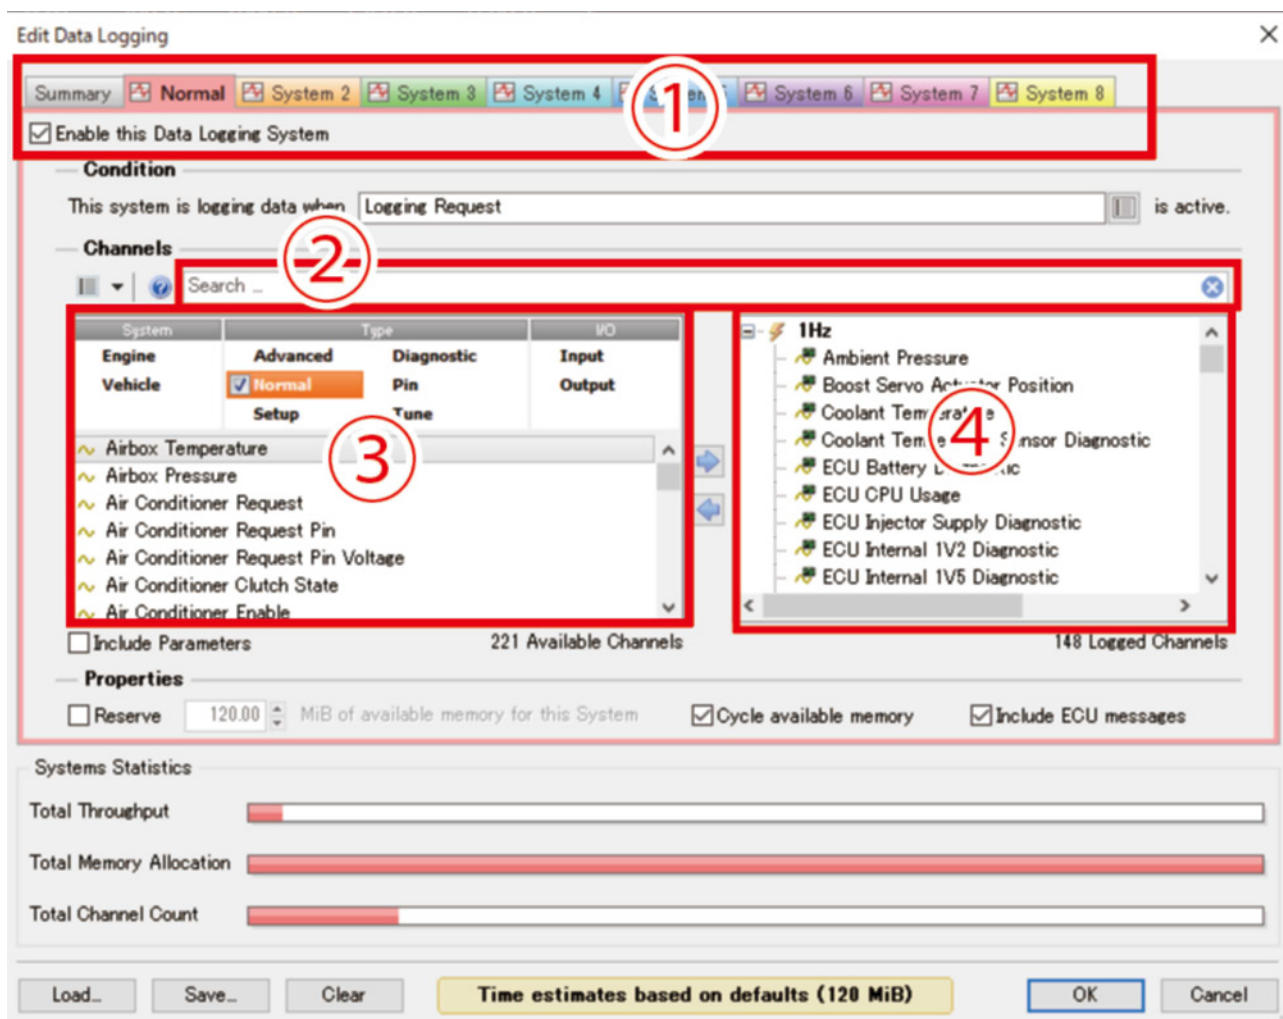 Edit Data Logging
Summary Normal System 2 System 3 System 4 System 6 System 7 System 8
①
Enable this Data Logging System
Condition
This system is logging data when Logging Request is active.
Channels
②
Search ...
System Type I/O
Engine Advanced Diagnostic Input
Vehicle Normal Pin Output
Setup Tune
③
Airbox Temperature
Airbox Pressure
Air Conditioner Request
Air Conditioner Request Pin
Air Conditioner Request Pin Voltage
Air Conditioner Clutch State
Air Conditioner Enable
1Hz
Ambient Pressure
Boost Servo Actuator Position
Coolant Temperature
Coolant Sensor Diagnostic
④
ECU Battery Diagnostic
ECU CPU Usage
ECU Injector Supply Diagnostic
ECU Internal 1V2 Diagnostic
ECU Internal 1V5 Diagnostic
Include Parameters 221 Available Channels 148 Logged Channels
Properties
Reserve 120.00 MiB of available memory for this System Cycle available memory Include ECU messages
Systems Statistics
Total Throughput
Total Memory Allocation
Total Channel Count
Load... Save... Clear Time estimates based on defaults (120 MiB) OK Cancel